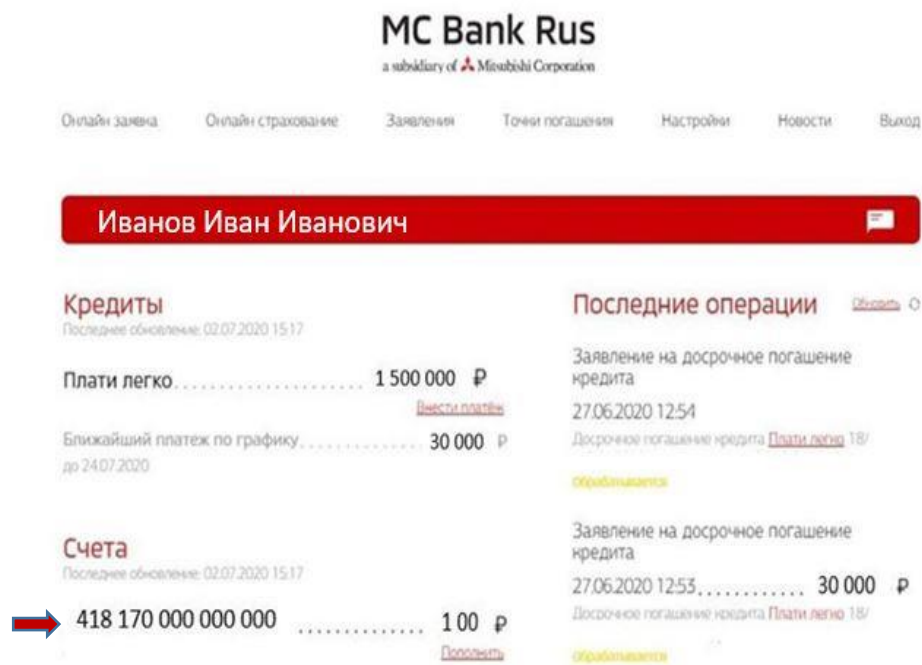 MC Bank Rus
a subsidiary of Mitsubishi Corporation
Онлайн заявка Онлайн страхование Заявления Точки погашения Настройки Новости Выход
Иванов Иван Иванович
Кредиты
Последнее обновление: 02.07.2020 15:17
Плати легко 1 500 000 ₽
Внести платёж
Ближайший платеж по графику 30 000 ₽
до 24.07.2020
Счета
Последнее обновление: 02.07.2020 15:17
418 170 000 000 000 1 00 ₽
Пополнить
Последние операции Обновить
Заявление на досрочное погашение
кредита
27.06.2020 12:54
Досрочное погашение кредита Плати легко 18/
Обрабатывается
Заявление на досрочное погашение
кредита
27.06.2020 12:53 30 000 ₽
Досрочное погашение кредита Плати легко 18/
Обрабатывается